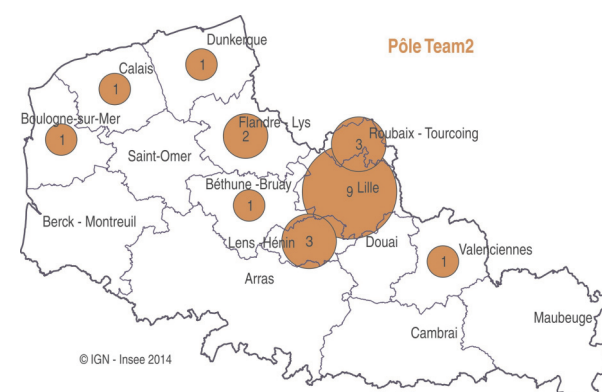 Dunkerque
Pôle Team2
1
Calais
1
Boulogne-sur-Mer
1
Flandre - Lys
2
Roubaix - Tourcoing
3
Saint-Omer
Béthune -Bruay
1
9 Lille
Berck - Montreuil
Lens -Hénin
3
Douai
Valenciennes
1
Arras
Maubeuge
Cambrai
© IGN - Insee 2014